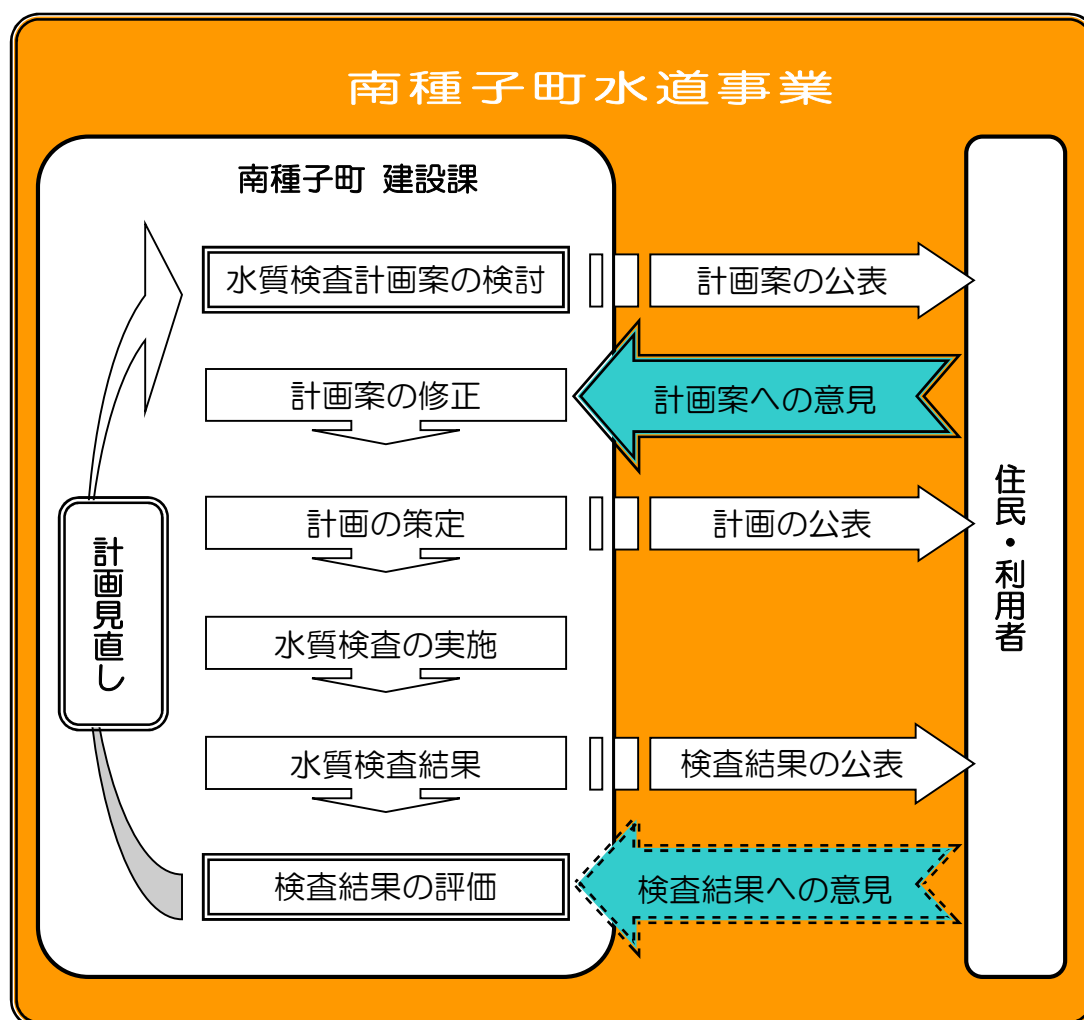 南種子町水道事業
南種子町 建設課
水質検査計画案の検討
計画案の公表
計画案の修正
計画案への意見
計画の策定
計画の公表
水質検査の実施
水質検査結果
検査結果の公表
検査結果の評価
検査結果への意見
計画見直し
住民・利用者